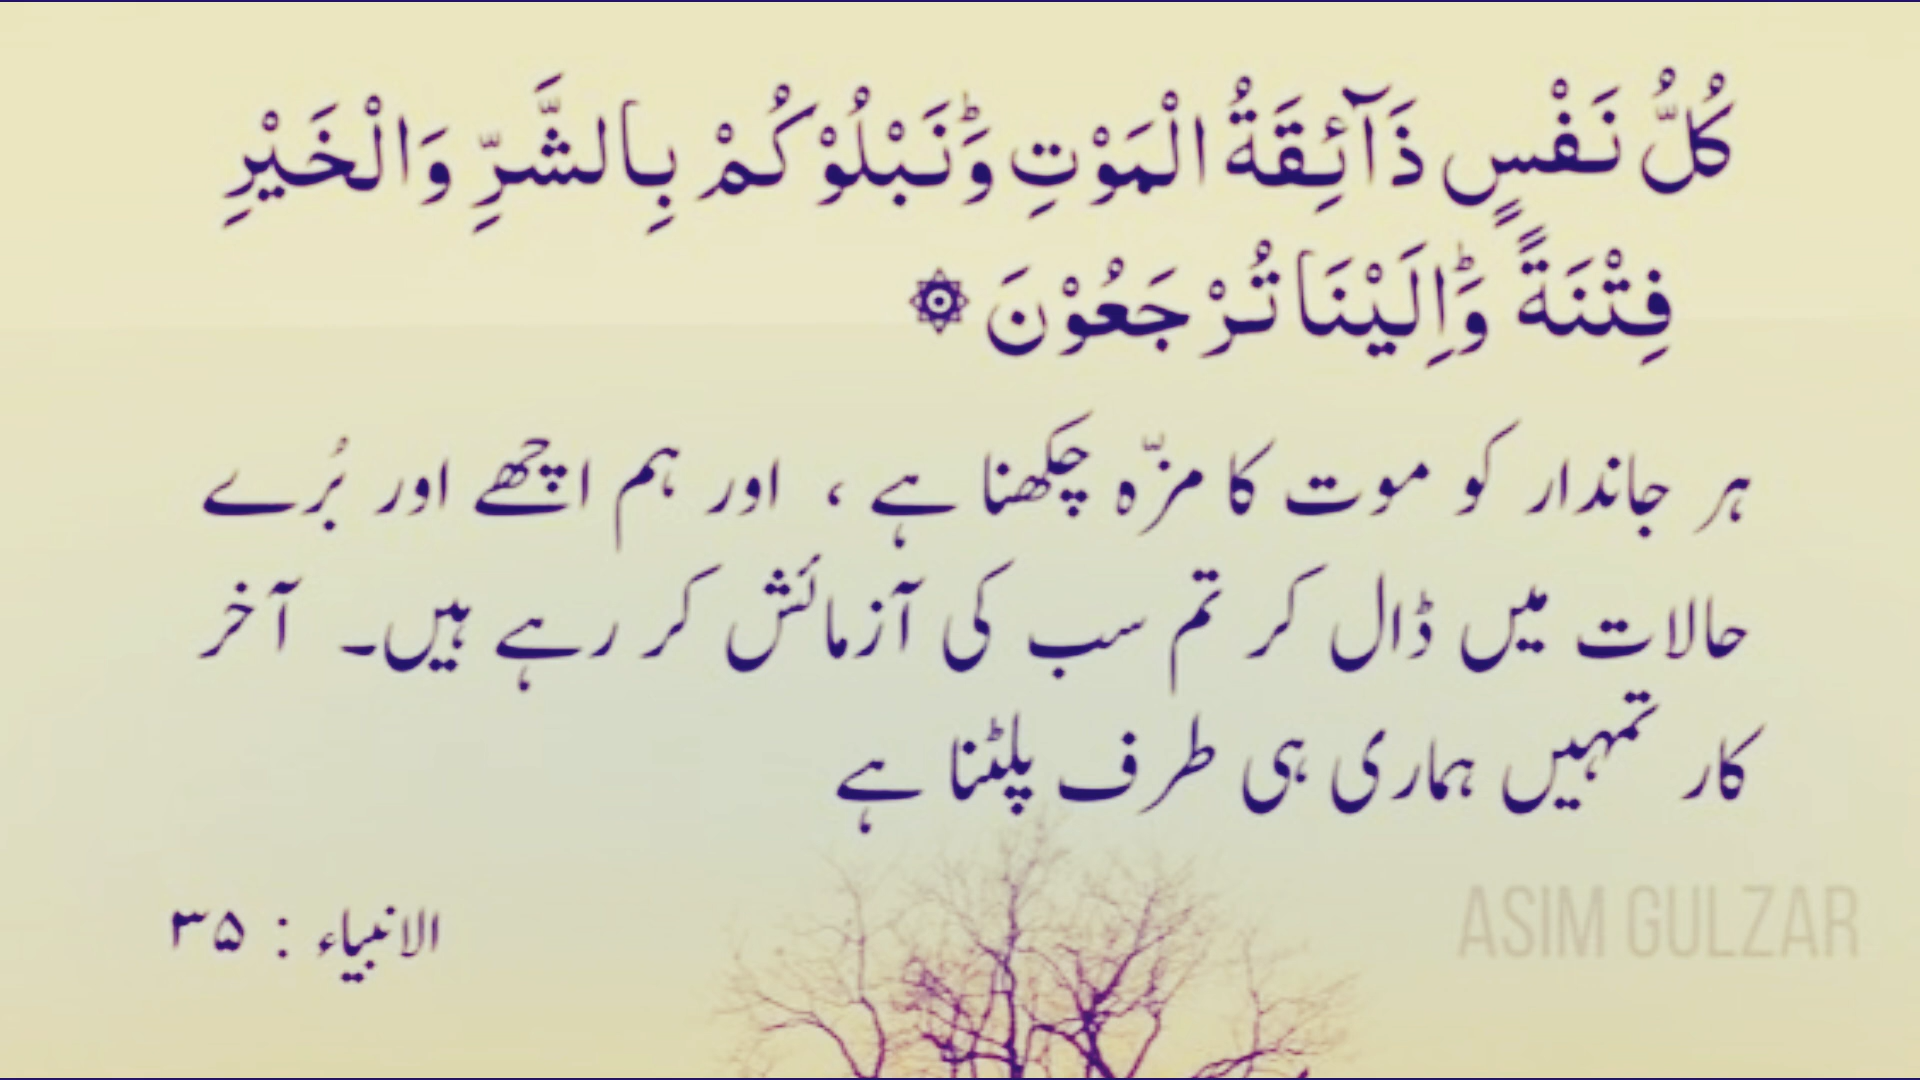 كُلُّ نَفْسٍ ذَآئِقَةُ الْمَوْتِ ؕ وَنَبْلُوْكُمْ بِالشَّرِّ وَالْخَيْرِ
فِتْنَةً ؕ وَاِلَيْنَا تُرْجَعُوْنَ ۞
ہر جاندار کو موت کا مزّہ چکھنا ہے ، اور ہم اچھے اور بُرے
حالات میں ڈال کر تم سب کی آزمائش کر رہے ہیں۔ آخر
کار تمہیں ہماری ہی طرف پلٹنا ہے
الانبیاء : ۳۵
ASIM GULZAR